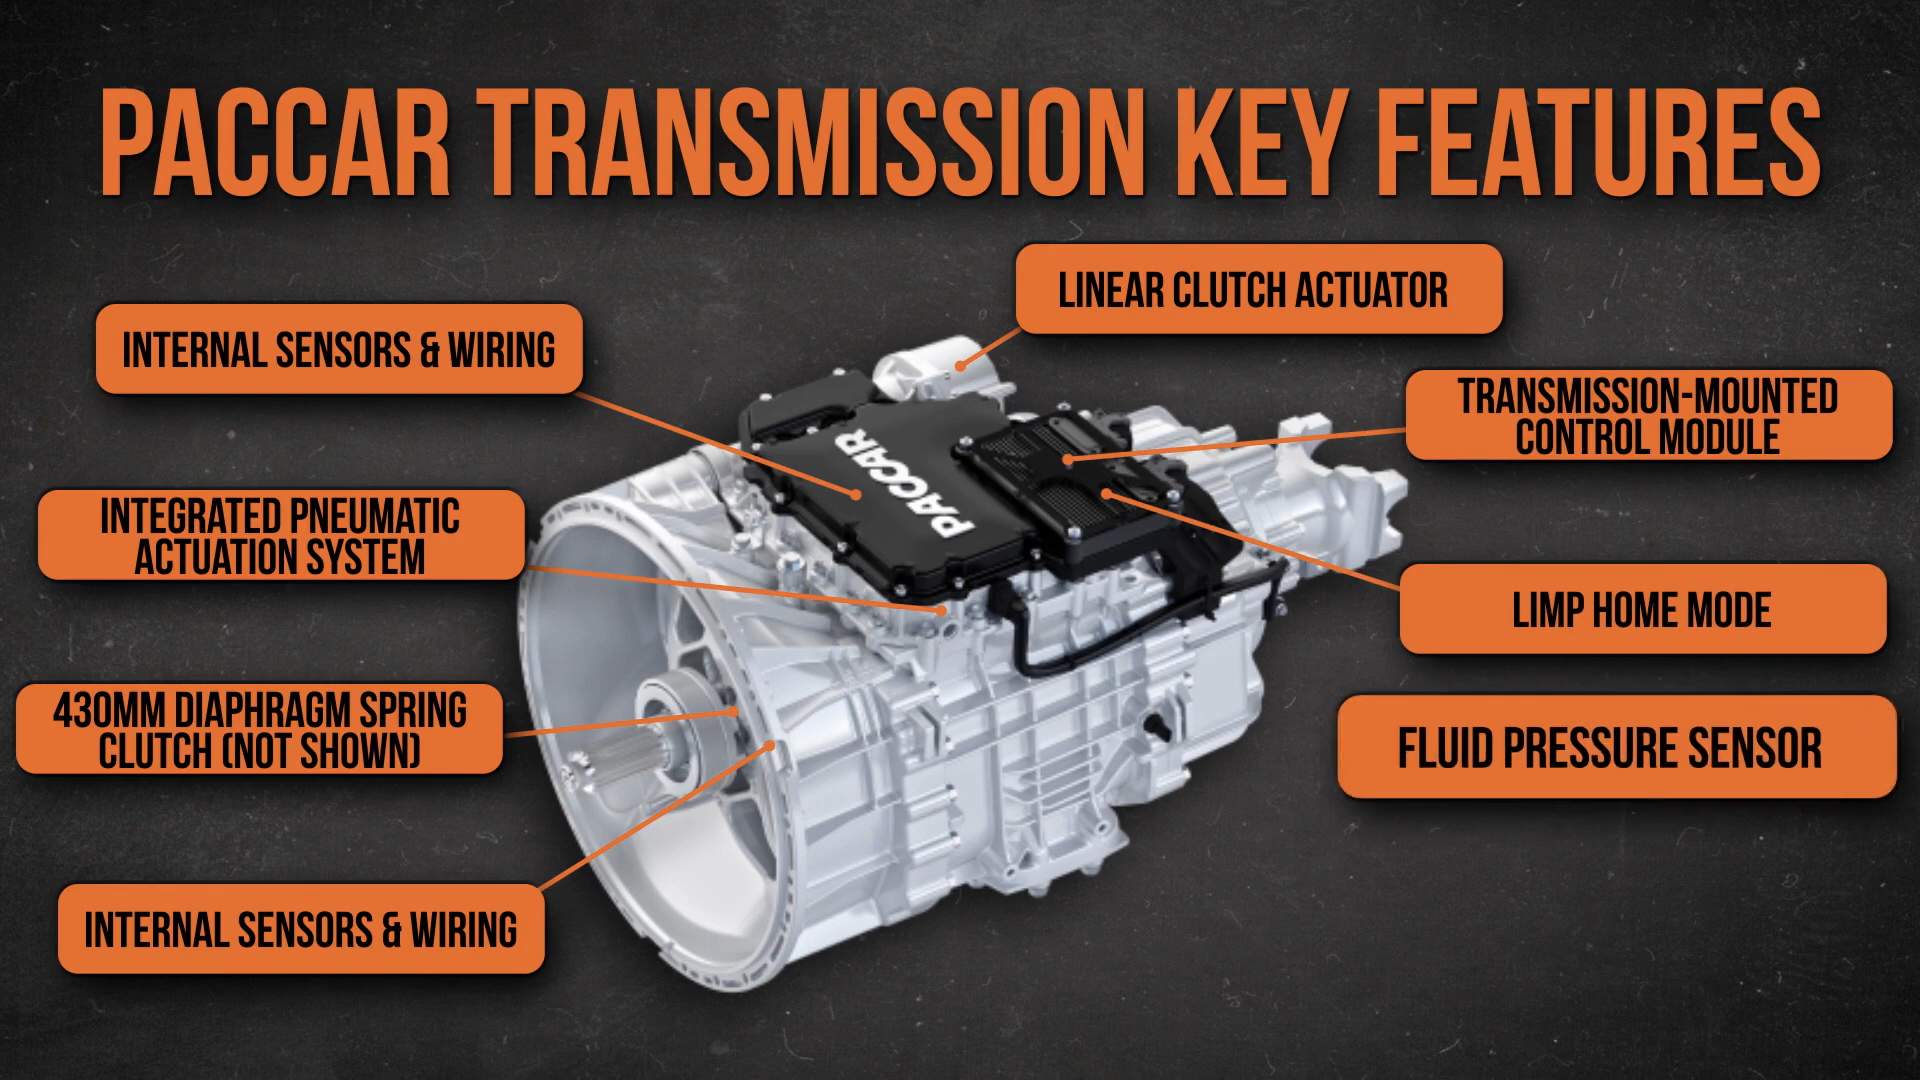 PACCAR TRANSMISSION KEY FEATURES
LINEAR CLUTCH ACTUATOR
INTERNAL SENSORS & WIRING
TRANSMISSION-MOUNTED
CONTROL MODULE
PACCAR
INTEGRATED PNEUMATIC
ACTUATION SYSTEM
LIMP HOME MODE
430MM DIAPHRAGM SPRING
CLUTCH (NOT SHOWN)
FLUID PRESSURE SENSOR
INTERNAL SENSORS & WIRING